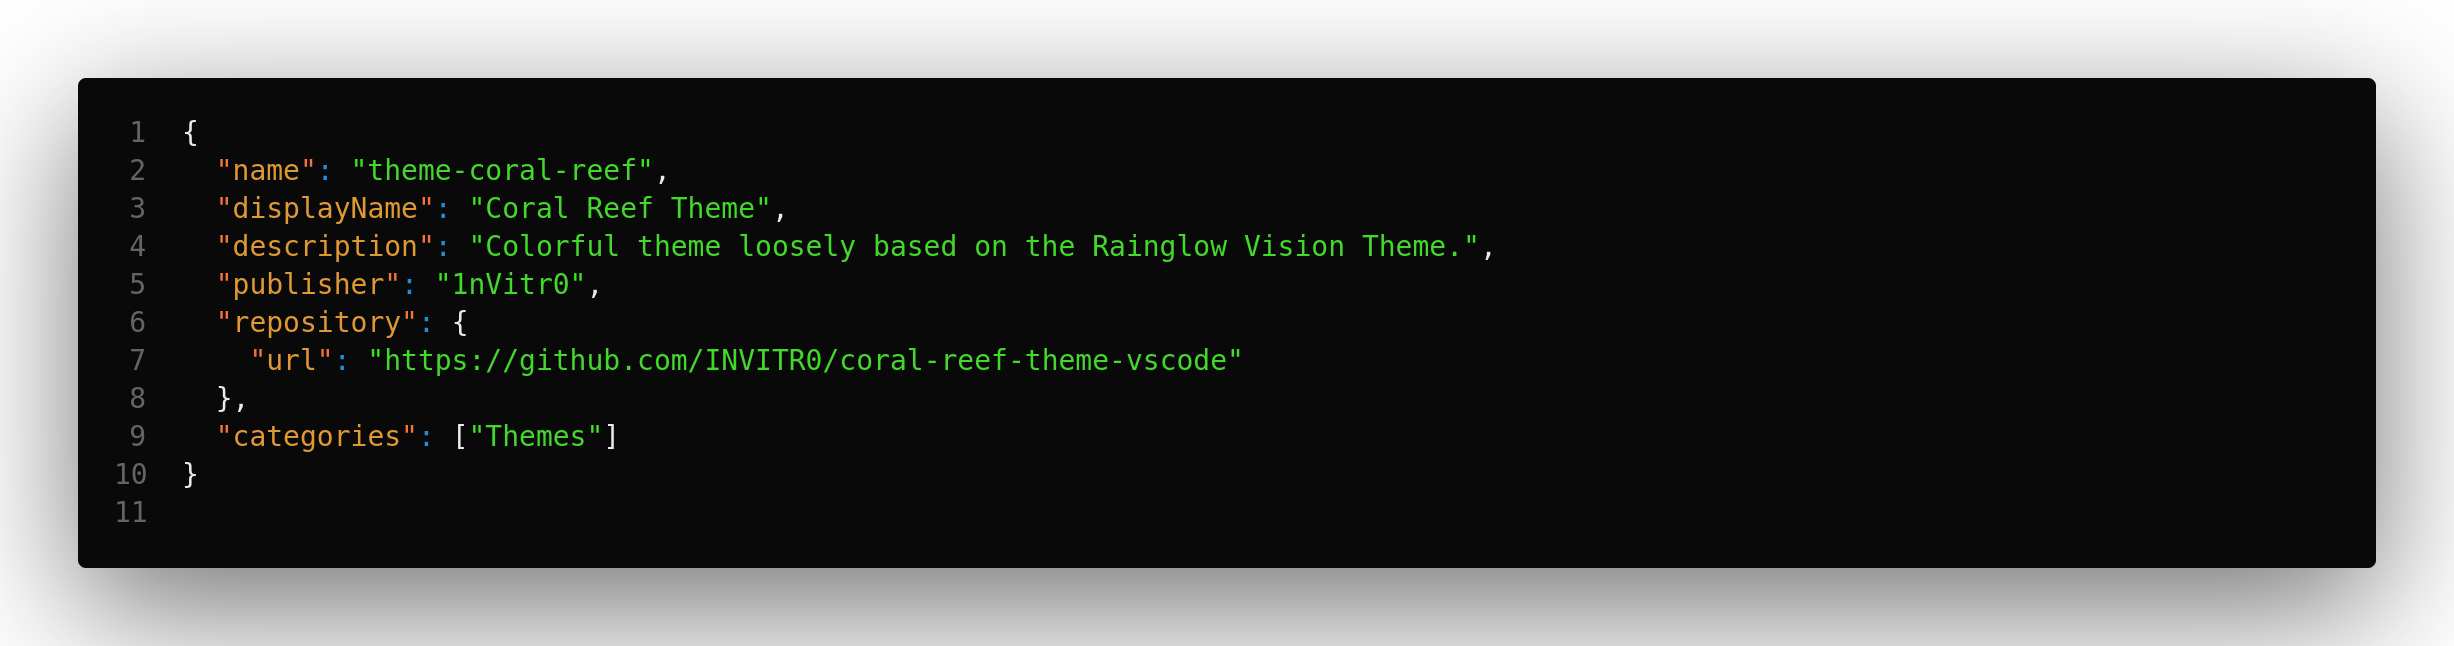 1 {
2   "name": "theme-coral-reef",
3   "displayName": "Coral Reef Theme",
4   "description": "Colorful theme loosely based on the Rainglow Vision Theme.",
5   "publisher": "1nVitr0",
6   "repository": {
7     "url": "https://github.com/INVITR0/coral-reef-theme-vscode"
8   },
9   "categories": ["Themes"]
10 }
11